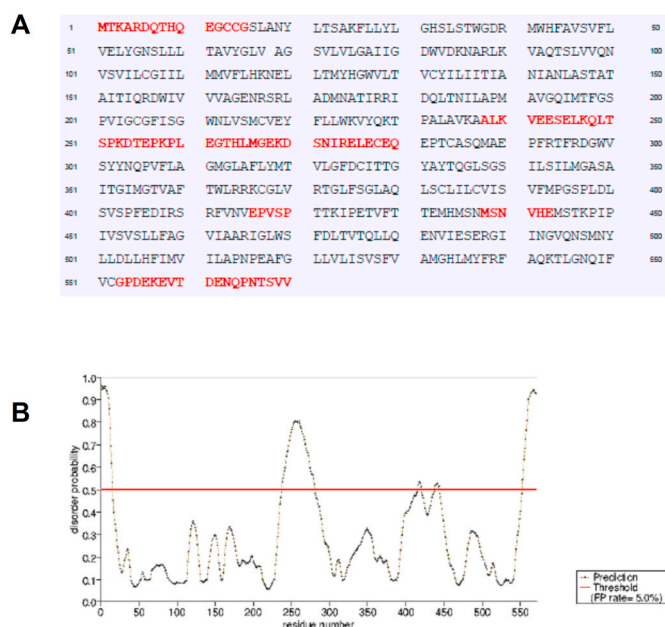 A
1 MTKARDQTHQ EGCCGSLANY LTSAKFLLYL GHSLSTWGDR MWHFAVSVFL 50
51 VELYGNSLLL TAVYGLV AG SVLVLGAIIG DWVDKNARLK VAQTSLVVQN 100
101 VSVILCGIIL MMVFLHKNEL LTMYHGWVLT VCYILIITIA NIANLASTAT 150
151 AITIQRDWIV VVAGENRSRL ADMNATIRRI DQLTNILAPM AVGQIMTFGS 200
201 PVIGCGFISG WNLVSMCVEY FLLWKVYQKT PALAVKAALK VEESELKQLT 250
251 SPKDTEPKPL EGTHLMGEKD SNIRELECEQ EPTCASQMAE PFRTFRDGWV 300
301 SYYNQPVFLA GMGLAFLYMT VLGFDCITTG YAYTQGLSGS ILSILMGASA 350
351 ITGIMGTVAF TWLRRKCGLV RTGLFSGLAQ LSCLILCVIS VFMPGSPLDL 400
401 SVSPFEDIRS RFVNVEPVSP TTKIPETVFT TEMHMSNMSN VHEMSTKPIP 450
451 IVSVSLLFAG VIAARIGLWS FDLTVTQLLQ ENVIESERGI INGVQNSMNY 500
501 LLDLLHFIMV ILAPNPEAFG LLVLISVSFV AMGHLMYFRF AQKTLGNQIF 550
551 VCGPDEKEVT DENQPNTSVV
B
disorder probability
1.0
0.9
0.8
0.7
0.6
0.5
0.4
0.3
0.2
0.1
0.0
0 50 100 150 200 250 300 350 400 450 500 550
residue number
Prediction
Threshold
(FP rate= 5.0%)